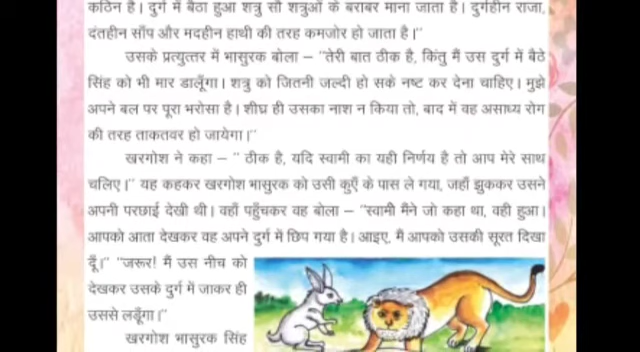 कठिन है। दुर्ग में बैठा हुआ शत्रु सौ शत्रुओं के बराबर माना जाता है। दुर्गहीन राजा,
दंतहीन साँप और मदहीन हाथी की तरह कमजोर हो जाता है।"
उसके प्रत्युत्तर में भासुरक बोला – "तेरी बात ठीक है, किंतु मैं उस दुर्ग में बैठे
सिंह को भी मार डालूँगा। शत्रु को जितनी जल्दी हो सके नष्ट कर देना चाहिए। मुझे
अपने बल पर पूरा भरोसा है। शीघ्र ही उसका नाश न किया तो, बाद में वह असाध्य रोग
की तरह ताकतवर हो जायेगा।"
खरगोश ने कहा – " ठीक है, यदि स्वामी का यही निर्णय है तो आप मेरे साथ
चलिए।" यह कहकर खरगोश भासुरक को उसी कुएँ के पास ले गया, जहाँ झुककर उसने
अपनी परछाई देखी थी। वहाँ पहुँचकर वह बोला – "स्वामी मैंने जो कहा था, वही हुआ।
आपको आता देखकर वह अपने दुर्ग में छिप गया है। आइए, मैं आपको उसकी सूरत दिखा
दूँ।" "जरूर! मैं उस नीच को
देखकर उसके दुर्ग में जाकर ही
उससे लड़ूँगा।"
खरगोश भासुरक सिंह